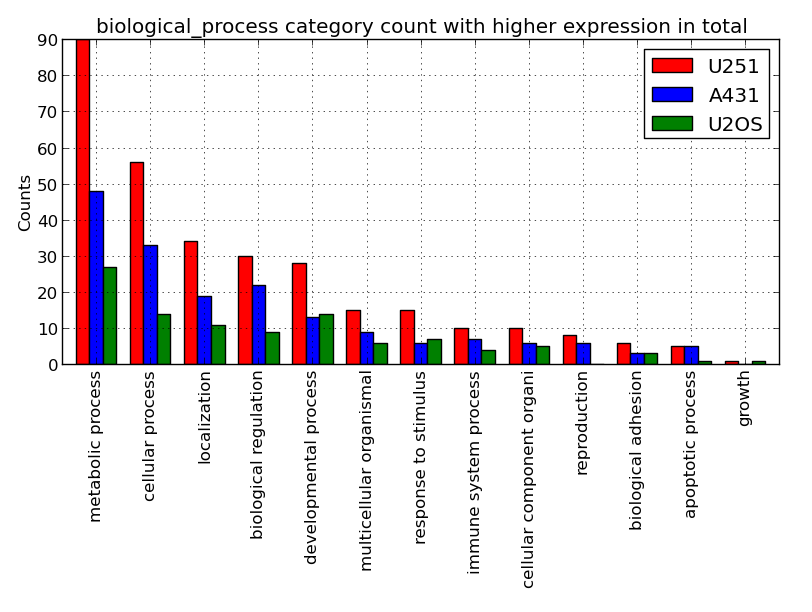 biological_process category count with higher expression in total
90
80
70
60
50
40
30
20
10
0
Counts
U251
A431
U2OS
metabolic process
cellular process
localization
biological regulation
developmental process
multicellular organismal
response to stimulus
immune system process
cellular component organi
reproduction
biological adhesion
apoptotic process
growth